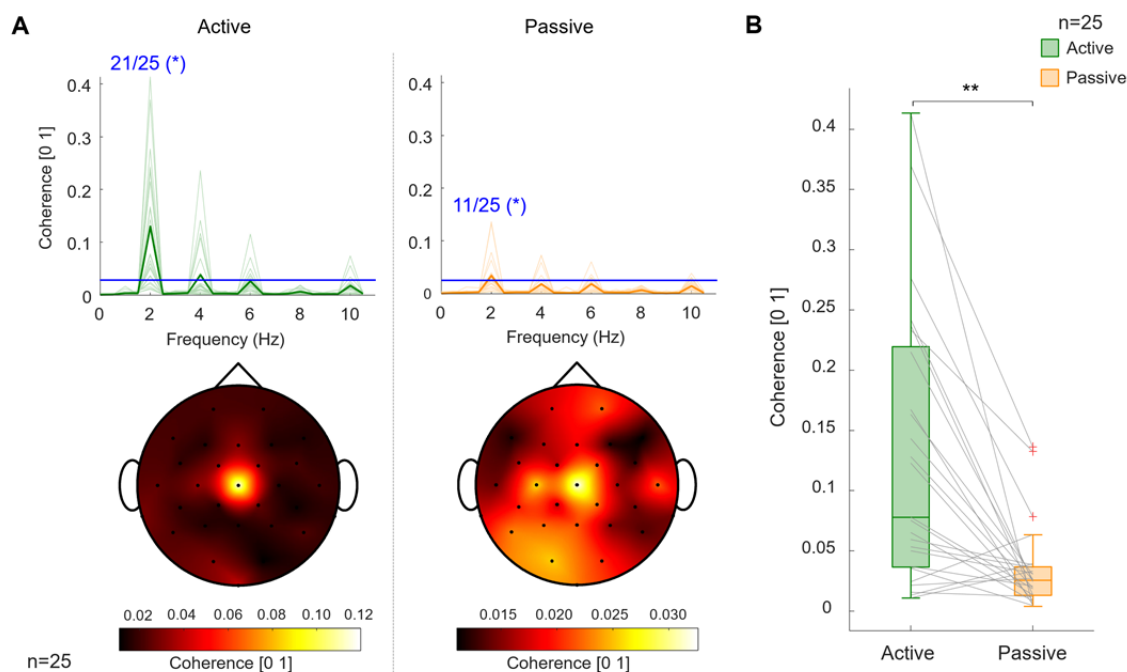 A
Active
Passive
21/25 (*)
0.4
0.3
0.2
0.1
0
Coherence [0 1]
0 2 4 6 8 10
Frequency (Hz)
11/25 (*)
0.4
0.3
0.2
0.1
0
0 2 4 6 8 10
Frequency (Hz)
0.02 0.04 0.06 0.08 0.10 0.12
Coherence [0 1]
0.015 0.020 0.025 0.030
Coherence [0 1]
n=25
B
n=25
Active
Passive
**
0.4
0.35
0.3
0.25
0.2
0.15
0.1
0.05
0
Coherence [0 1]
Active Passive